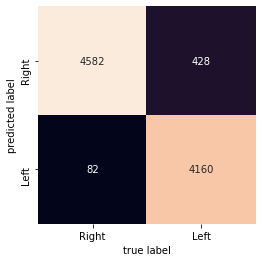 predicted label
Right
4582 428
Left
82 4160
Right Left
true label